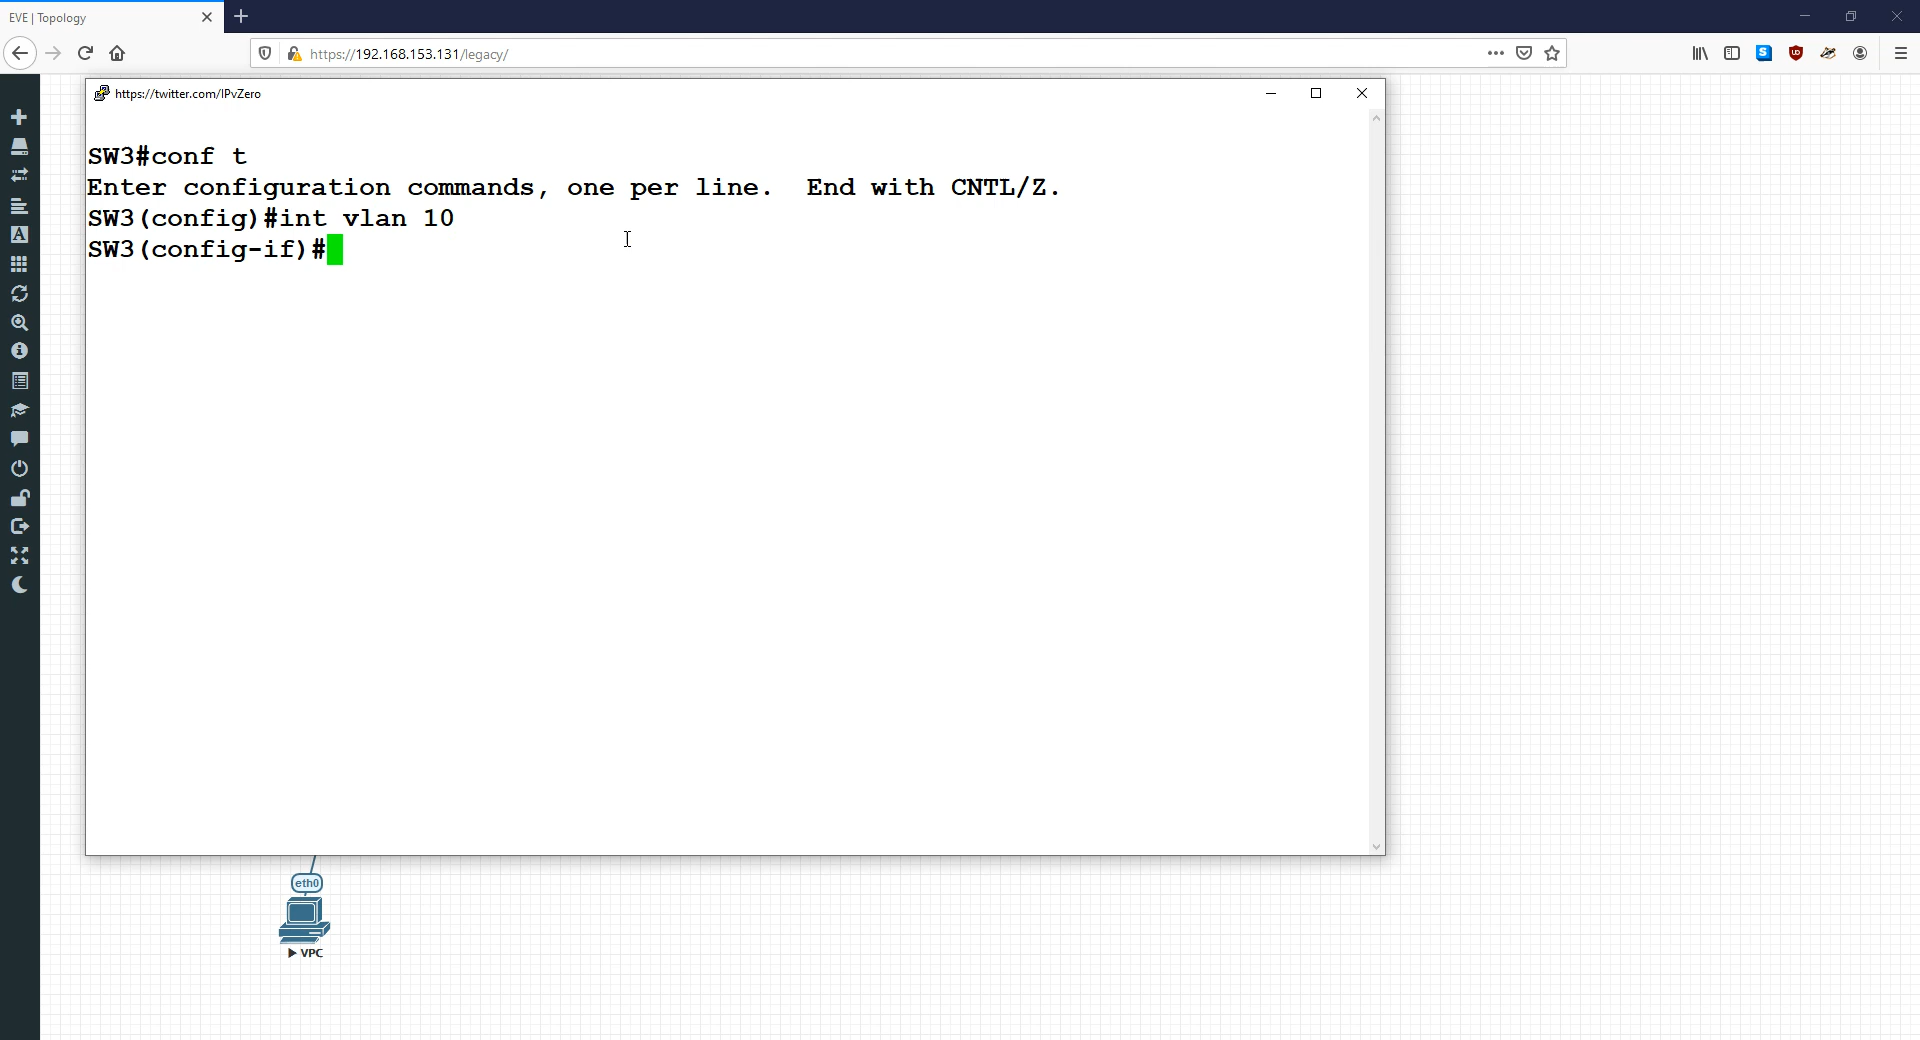 EVE | Topology
https://192.168.153.131/legacy/
https://twitter.com/IPvZero
SW3#conf t
Enter configuration commands, one per line.  End with CNTL/Z.
SW3(config)#int vlan 10
SW3(config-if)#
eth0
VPC